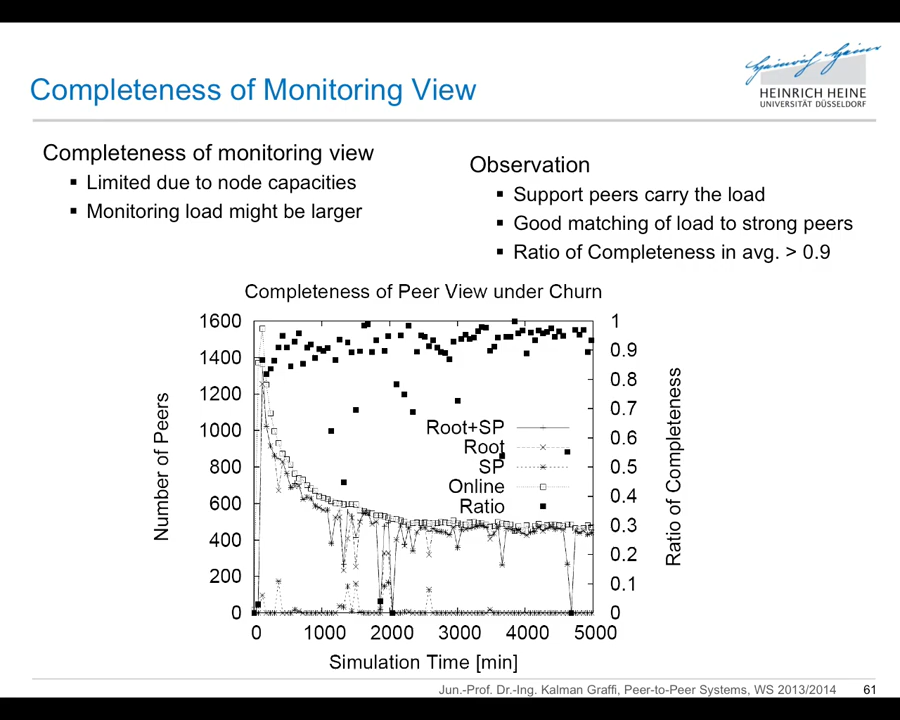 Heinrich Heine
HEINRICH HEINE
UNIVERSITÄT DÜSSELDORF
Completeness of Monitoring View
Completeness of monitoring view
▪ Limited due to node capacities
▪ Monitoring load might be larger
Observation
▪ Support peers carry the load
▪ Good matching of load to strong peers
▪ Ratio of Completeness in avg. > 0.9
Completeness of Peer View under Churn
Number of Peers
1600
1400
1200
1000
800
600
400
200
0
Root+SP
Root
SP
Online
Ratio
1
0.9
0.8
0.7
0.6
0.5
0.4
0.3
0.2
0.1
0
Ratio of Completeness
0 1000 2000 3000 4000 5000
Simulation Time [min]
Jun.-Prof. Dr.-Ing. Kalman Graffi, Peer-to-Peer Systems, WS 2013/2014 61